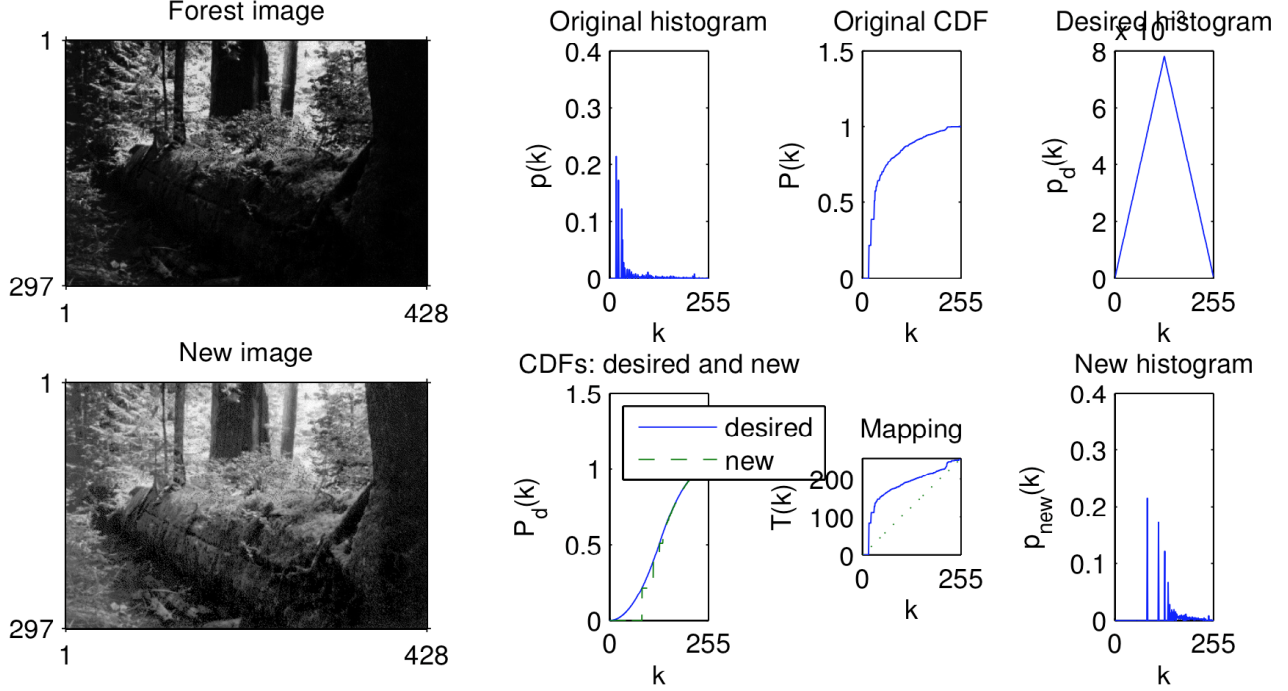 Forest image
1
297
1
428
Original histogram
0.4
0.3
0.2
0.1
0
p(k)
0
255
k
Original CDF
1.5
1
0.5
0
P(k)
0
255
k
Desired histogram
x 10-3
8
6
4
2
0
pd(k)
0
255
k
New image
1
297
1
428
CDFs: desired and new
1.5
1
0.5
0
Pd(k)
desired
new
0
255
k
Mapping
200
100
0
T(k)
0
255
k
New histogram
0.4
0.3
0.2
0.1
0
pnew(k)
0
255
k